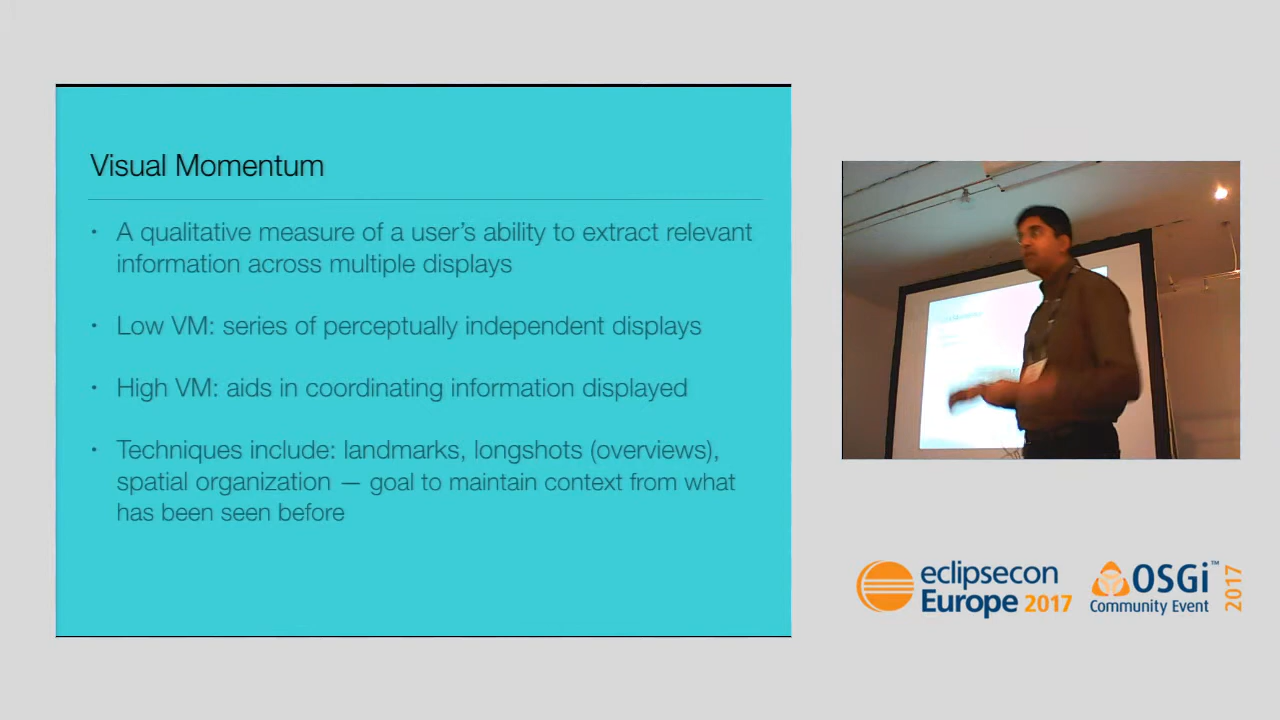 Visual Momentum
• A qualitative measure of a user’s ability to extract relevant
information across multiple displays
• Low VM: series of perceptually independent displays
• High VM: aids in coordinating information displayed
• Techniques include: landmarks, longshots (overviews),
spatial organization — goal to maintain context from what
has been seen before
eclipsecon
Europe 2017
OSGi™
Community Event
2017